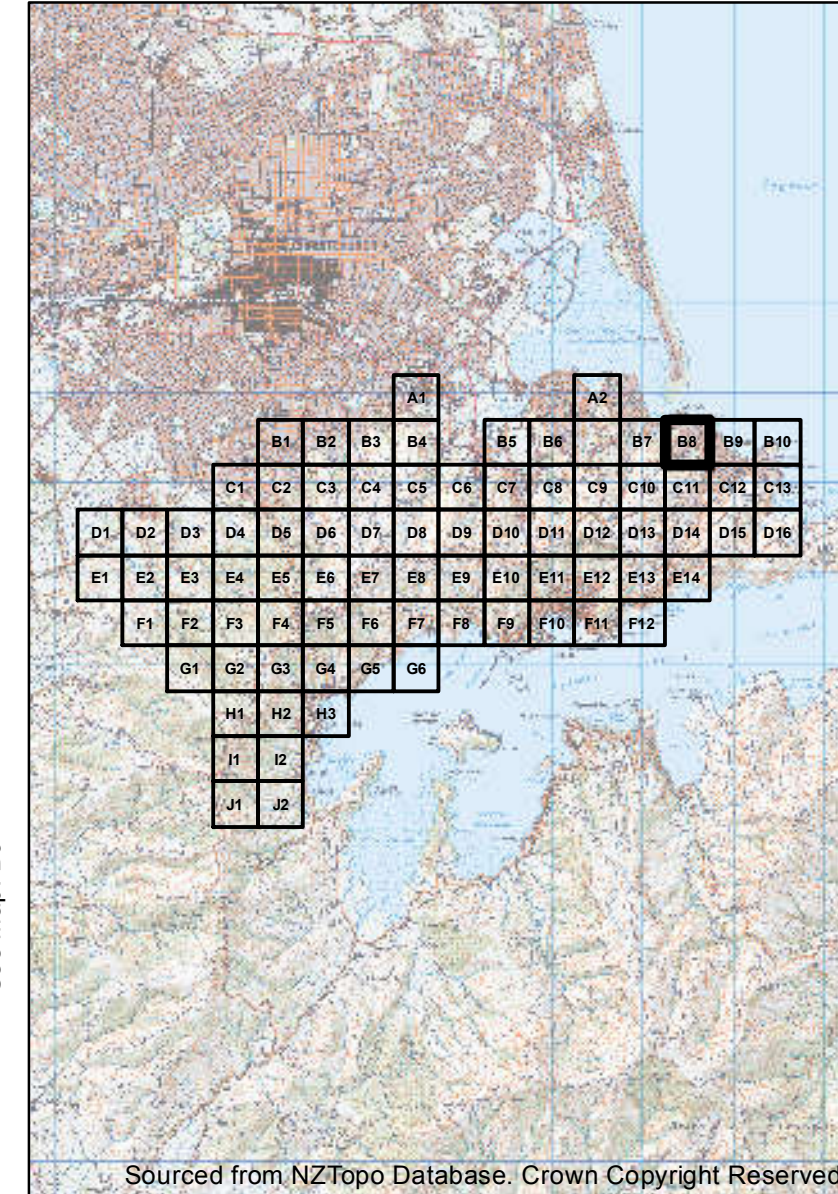 A1 A2
B1 B2 B3 B4 B5 B6 B7 B8 B9 B10
C1 C2 C3 C4 C5 C6 C7 C8 C9 C10 C11 C12 C13
D1 D2 D3 D4 D5 D6 D7 D8 D9 D10 D11 D12 D13 D14 D15 D16
E1 E2 E3 E4 E5 E6 E7 E8 E9 E10 E11 E12 E13 E14
F1 F2 F3 F4 F5 F6 F7 F8 F9 F10 F11 F12
G1 G2 G3 G4 G5 G6
H1 H2 H3
I1 I2
J1 J2
Sourced from NZTopo Database. Crown Copyright Reserved